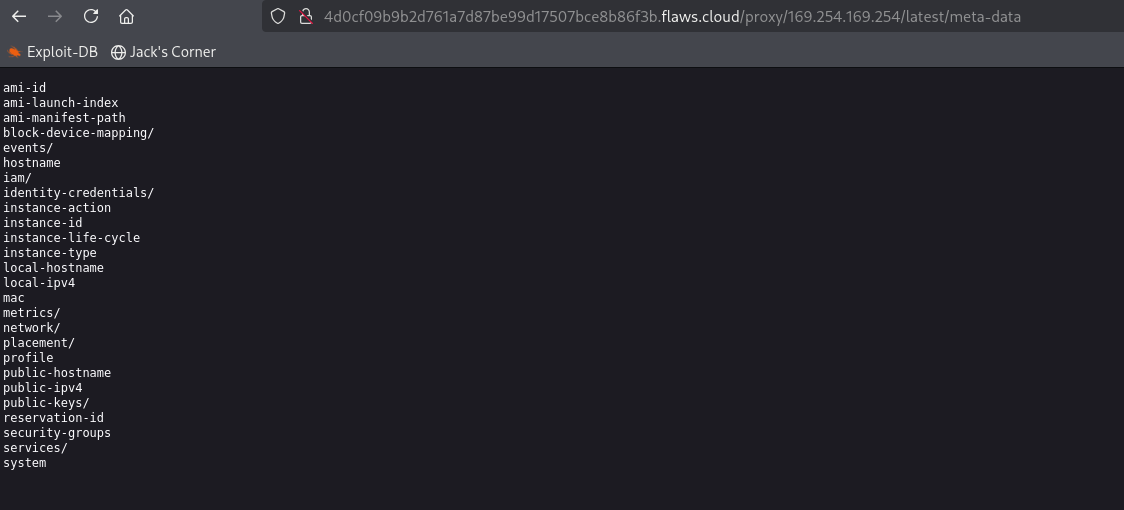 4d0cf09b9b2d761a7d87be99d17507bce8b86f3b.flaws.cloud/proxy/169.254.169.254/latest/meta-data
Exploit-DB Jack's Corner
ami-id
ami-launch-index
ami-manifest-path
block-device-mapping/
events/
hostname
iam/
identity-credentials/
instance-action
instance-id
instance-life-cycle
instance-type
local-hostname
local-ipv4
mac
metrics/
network/
placement/
profile
public-hostname
public-ipv4
public-keys/
reservation-id
security-groups
services/
system